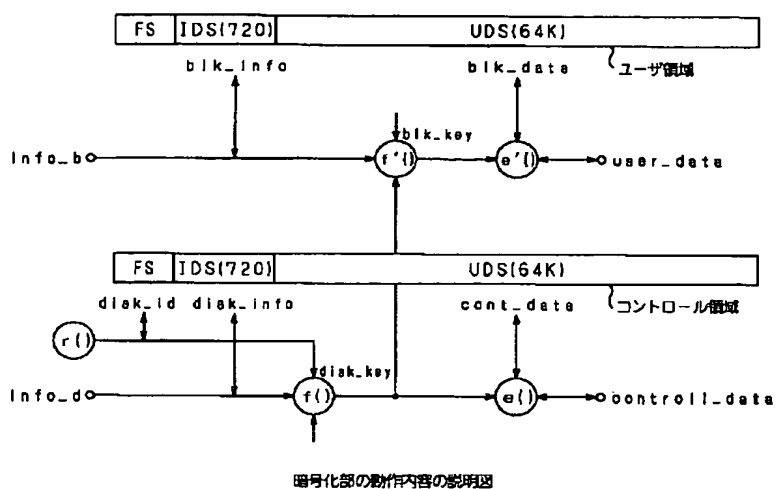 FS IDS(720) UDS(64K)
blk_info blk_data ユーザ領域
blk_key
Info_b f'() e'() user_data
FS IDS(720) UDS(64K)
disk_id disk_info cont_data コントロール領域
r()
disk_key
Info_d f() e() controll_data
暗号化部の動作内容の説明図